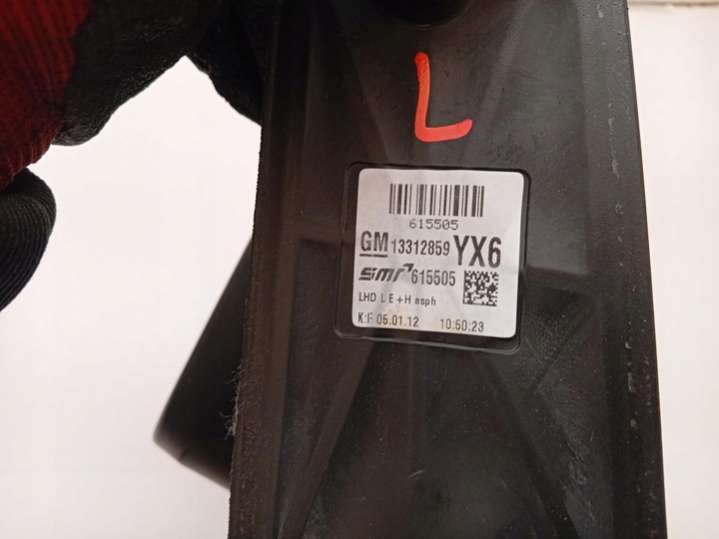 L
615505
GM 13312859 YX6
smr 615505
LHD L E+H asph
K:F 05.01.12 10:50:23